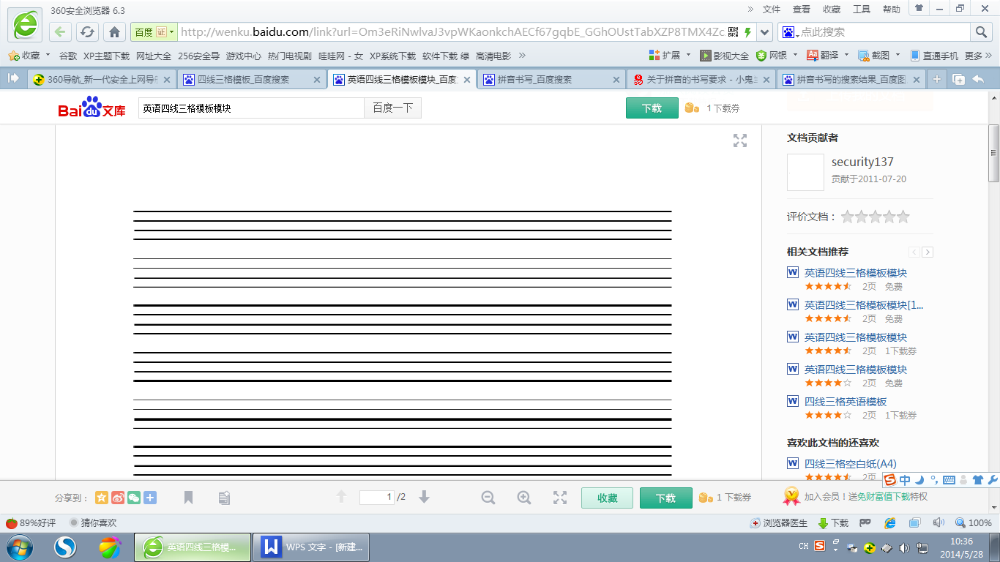 360安全浏览器 6.3
» 文件 查看 收藏 工具 帮助
百度 证 http://wenku.baidu.com/link?url=Om3eRiNwlvaJ3vpWKaonkchAECI67gqbE_GGhOUstTabXZP8TMX4Zc 点此搜索
收藏 谷歌 XP主题下载 网址大全 256安全导 游戏中心 热门电视剧 哇哇网 - 女 XP系统下载 软件下载 绿 高清电影 » 扩展 影视大全 网银 翻译 截图 直通手机 更多 »
360导航_新一代安全上网导 四线三格模板_百度搜索 英语四线三格模板模块_百度 拼音书写_百度搜索 关于拼音的书写要求 - 小鬼 拼音书写的搜索结果_百度图
Bai du 文库 英语四线三格模板模块 百度一下 下载 1下载券
文档贡献者
security137
贡献于2011-07-20
评价文档：
相关文档推荐
英语四线三格模板模块
2页 免费
英语四线三格模板模块[1...
2页 免费
英语四线三格模板模块
2页 1下载券
英语四线三格模板模块
2页 免费
四线三格英语模板
2页 1下载券
喜欢此文档的还喜欢
四线三格空白纸(A4)
2页
中
分享到： 1 /2 收藏 下载 1 下载券 加入会员！送免财富值下载特权
89%好评 猜你喜欢 浏览器医生 下载 100%
英语四线三格模... W WPS 文字 - [新建... CH 10:36
2014/5/28